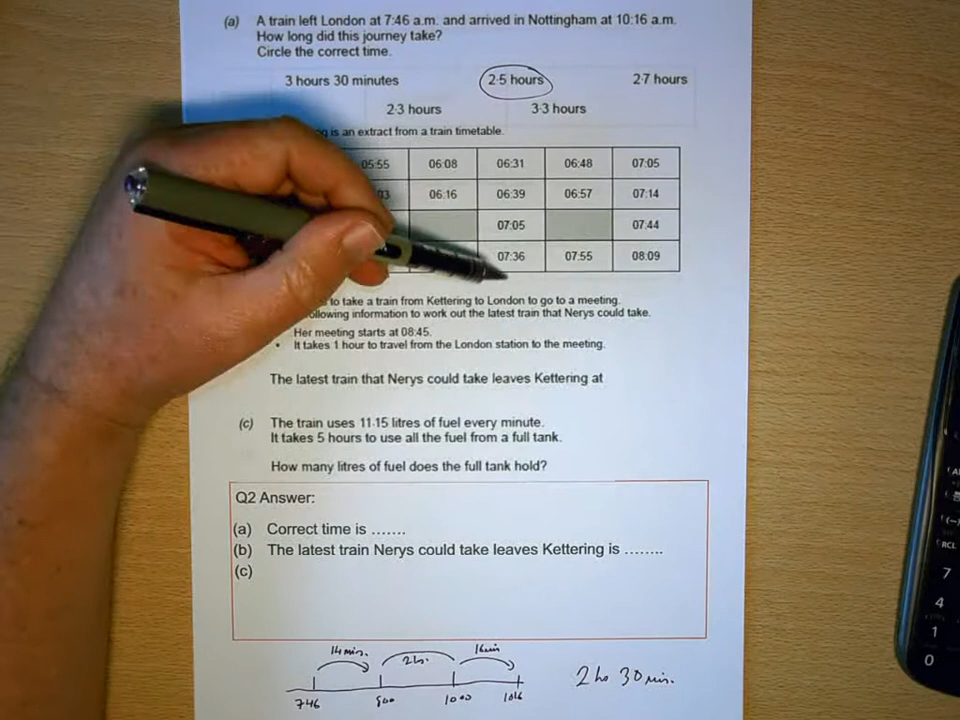 (a) A train left London at 7:46 a.m. and arrived in Nottingham at 10:16 a.m.
How long did this journey take?
Circle the correct time.
3 hours 30 minutes 2·5 hours 2·7 hours
2·3 hours 3·3 hours
is an extract from a train timetable.
05:55 06:08 06:31 06:48 07:05
06:16 06:39 06:57 07:14
07:05 07:44
07:36 07:55 08:09
to take a train from Kettering to London to go to a meeting.
following information to work out the latest train that Nerys could take.
Her meeting starts at 08:45.
• It takes 1 hour to travel from the London station to the meeting.
The latest train that Nerys could take leaves Kettering at
(c) The train uses 11·15 litres of fuel every minute.
It takes 5 hours to use all the fuel from a full tank.
How many litres of fuel does the full tank hold?
Q2 Answer:
(a) Correct time is .......
(b) The latest train Nerys could take leaves Kettering is ........
(c)
14 min. 2 hr. 16 min
746 800 1000 1016
2 hr 30 min.
RCL
(−)
7
4
1
0